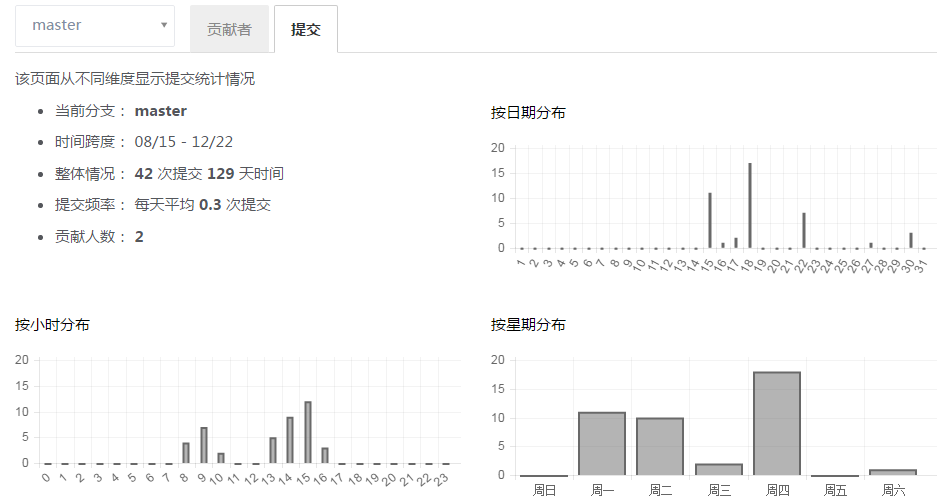 master
贡献者
提交
该页面从不同维度显示提交统计情况
当前分支： master
时间跨度： 08/15 - 12/22
整体情况： 42 次提交 129 天时间
提交频率： 每天平均 0.3 次提交
贡献人数： 2
按日期分布
20
15
10
5
0
1 2 3 4 5 6 7 8 9 10 11 12 13 14 15 16 17 18 19 20 21 22 23 24 25 26 27 28 29 30 31
按小时分布
20
15
10
5
0
0 1 2 3 4 5 6 7 8 9 10 11 12 13 14 15 16 17 18 19 20 21 22 23
按星期分布
20
15
10
5
0
周日 周一 周二 周三 周四 周五 周六